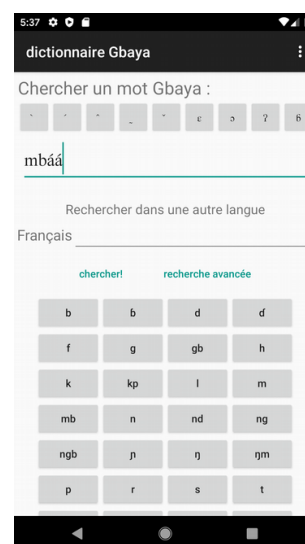 5:37
dictionnaire Gbaya
Chercher un mot Gbaya :
ɛ ɔ ʔ ɓ
mbáá
Rechercher dans une autre langue
Français
chercher! recherche avancée
b ɓ d ɗ
f g gb h
k kp l m
mb n nd ng
ngb ɲ ŋ ŋm
p r s t